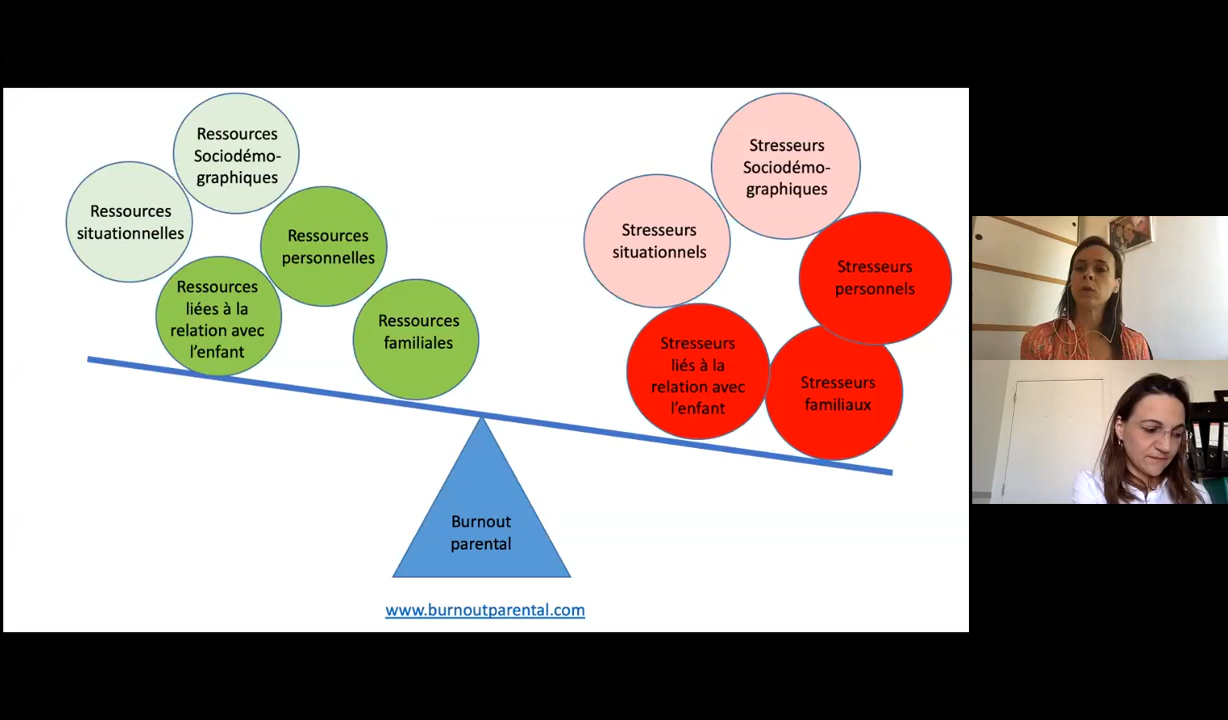 Ressources
Sociodémo-
graphiques
Ressources
situationnelles
Ressources
personnelles
Ressources
liées à la
relation avec
l’enfant
Ressources
familiales
Stresseurs
Sociodémo-
graphiques
Stresseurs
situationnels
Stresseurs
personnels
Stresseurs
liés à la
relation avec
l’enfant
Stresseurs
familiaux
Burnout
parental
www.burnoutparental.com